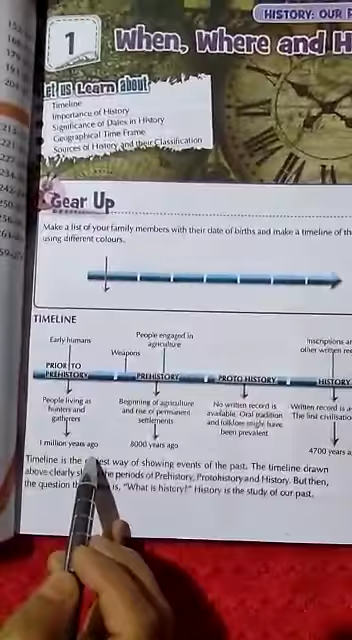 HISTORY: OUR
1
When, Where and H
Let us Learn about
Timeline
Importance of History
Significance of Dates in History
Geographical Time Frame
Sources of History and their Classification
Gear Up
Make a list of your family members with their date of births and make a timeline of th
using different colours.
TIMELINE
Early humans
Weapons
People engaged in
agriculture
Inscriptions an
other written re
PRIOR TO
PREHISTORY
PREHISTORY
PROTO HISTORY
HISTORY
People living as
hunters and
gatherers
Beginning of agriculture
and rise of permanent
settlements
No written record is
available. Oral tradition
and folklore might have
been prevalent
Written record is a
The first civilisatio
1 million years ago
8000 years ago
4700 years a
Timeline is the way of showing events of the past. The timeline drawn
above clearly the periods of Prehistory, Protohistory and History. But then,
the question is, "What is history?" History is the study of our past.